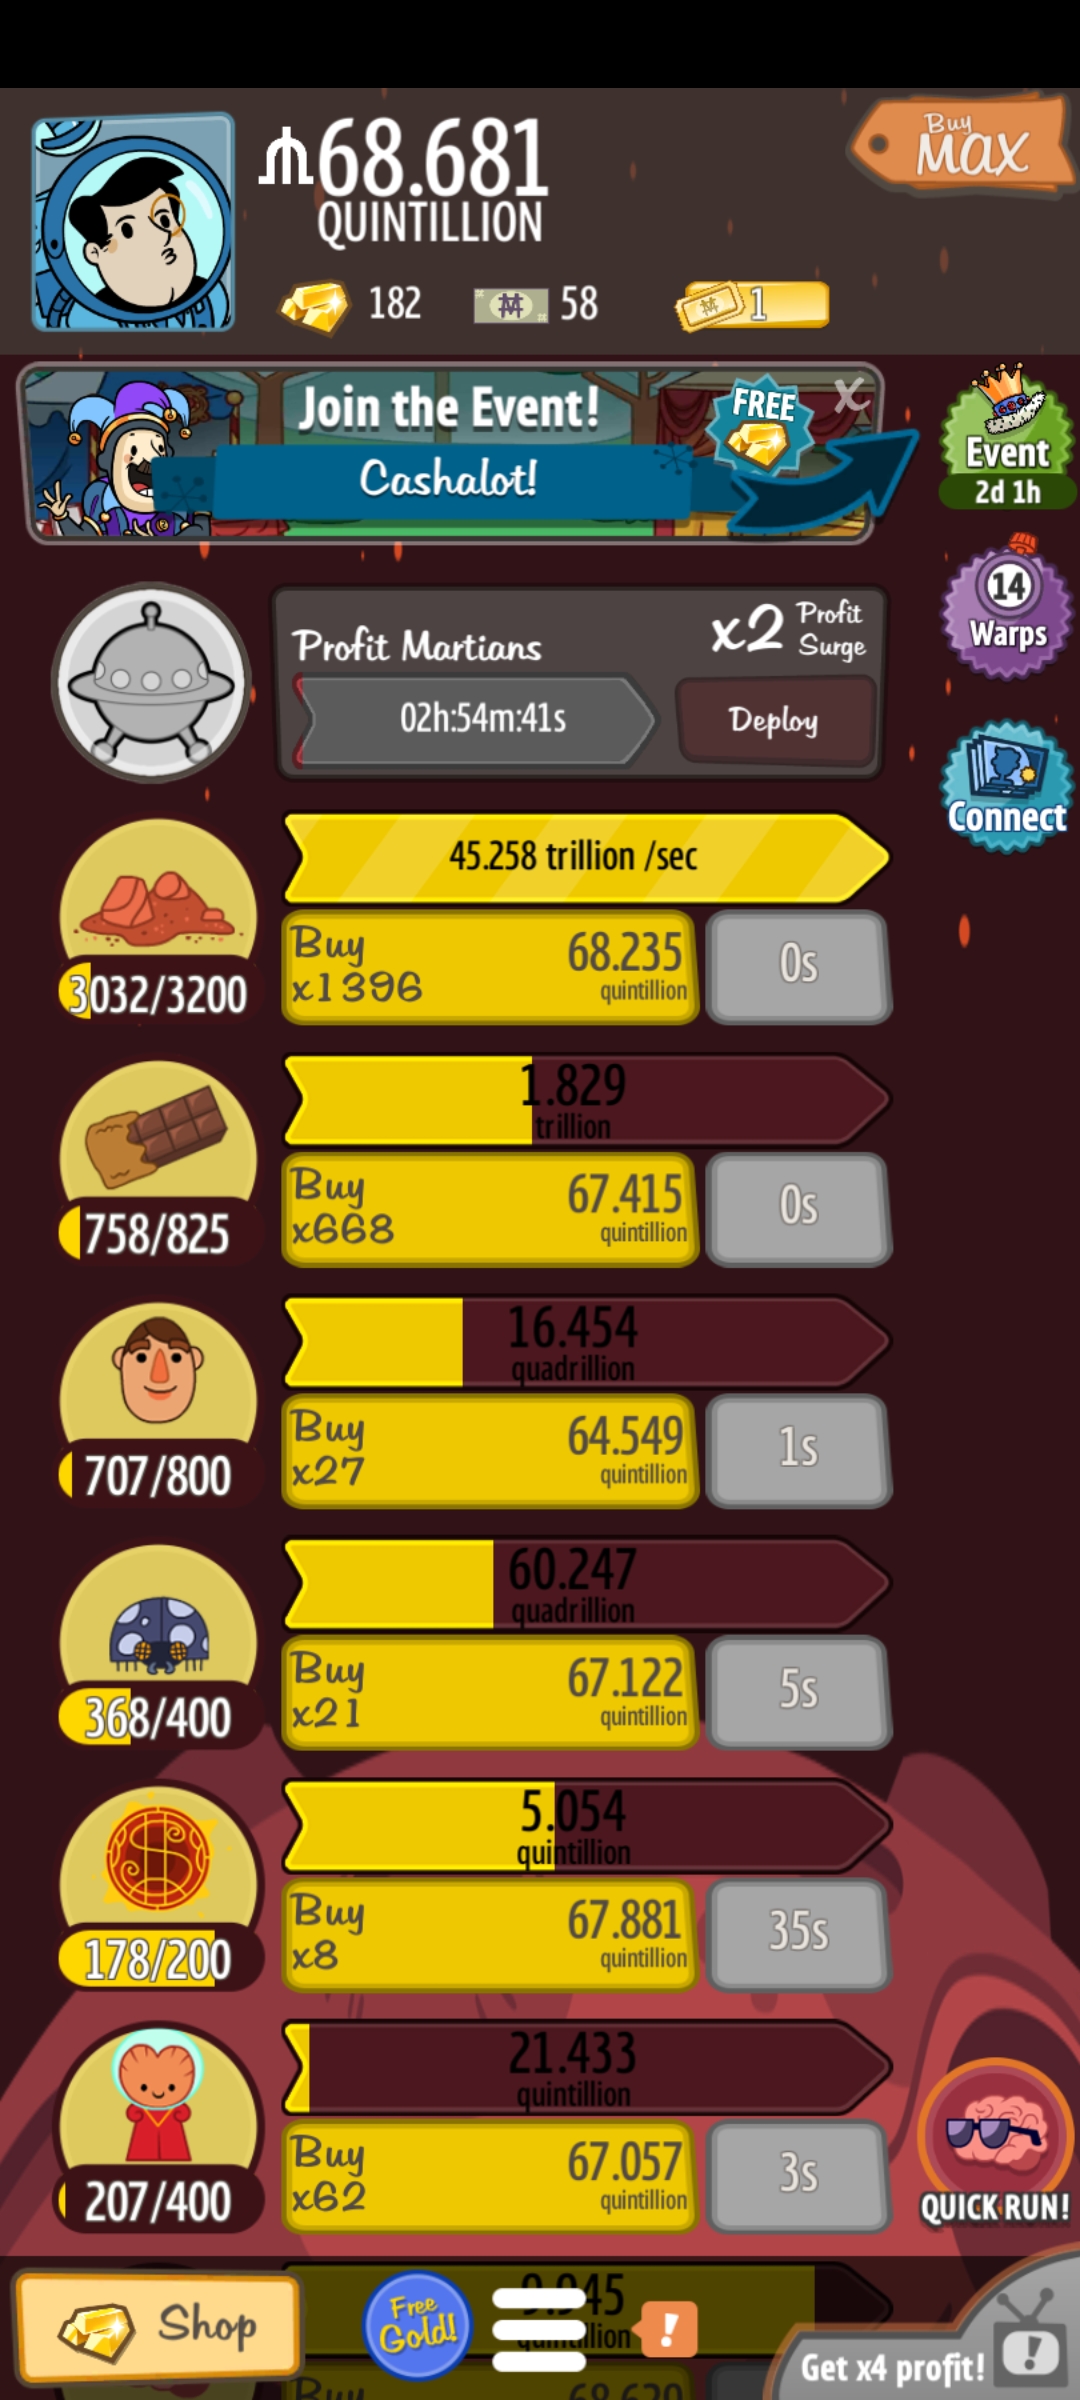 68.681
QUINTILLION
Buy
MAX
182
58
1
Join the Event!
FREE
X
Cashalot!
Event
2d 1h
14
Warps
Connect
Profit Martians
x2 Profit Surge
02h:54m:41s
Deploy
45.258 trillion /sec
3032/3200
Buy
x1396
68.235
quintillion
0s
1.829
trillion
758/825
Buy
x668
67.415
quintillion
0s
16.454
quadrillion
707/800
Buy
x27
64.549
quintillion
1s
60.247
quadrillion
368/400
Buy
x21
67.122
quintillion
5s
5.054
quintillion
178/200
Buy
x8
67.881
quintillion
35s
21.433
quintillion
207/400
Buy
x62
67.057
quintillion
3s
QUICK RUN!
Shop
Free
Gold!
!
Get x4 profit!
!
Buy